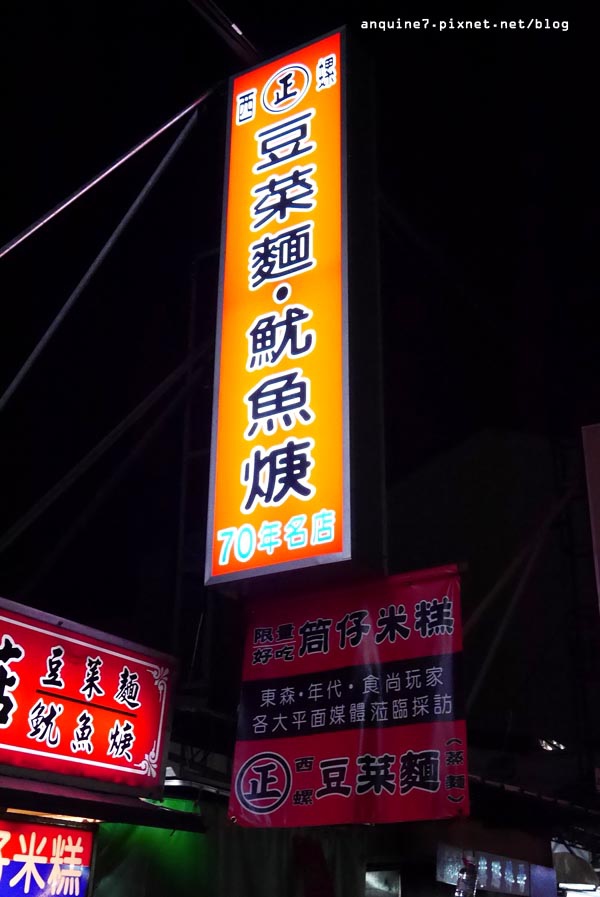 anquine7.pixnet.net/blog
西 正 螺
豆菜麵・魷魚焿
70年名店
限量
好吃
筒仔米糕
東森・年代・食尚玩家
各大平面媒體蒞臨採訪
正 西螺 豆菜麵 (蒸麵)
豆菜麵
魷魚焿
仔米糕